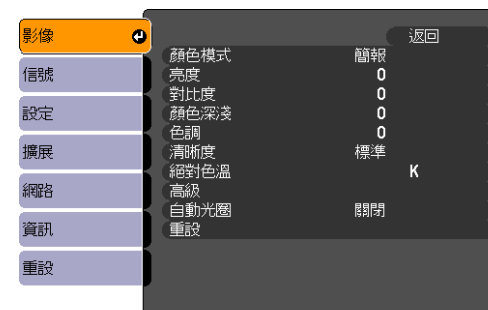 影像
信號
設定
擴展
網路
資訊
重設
返回
顏色模式 簡報
亮度 0
對比度 0
顏色深淺 0
色調 0
清晰度 標準
絕對色溫 K
高級
自動光圈 關閉
重設